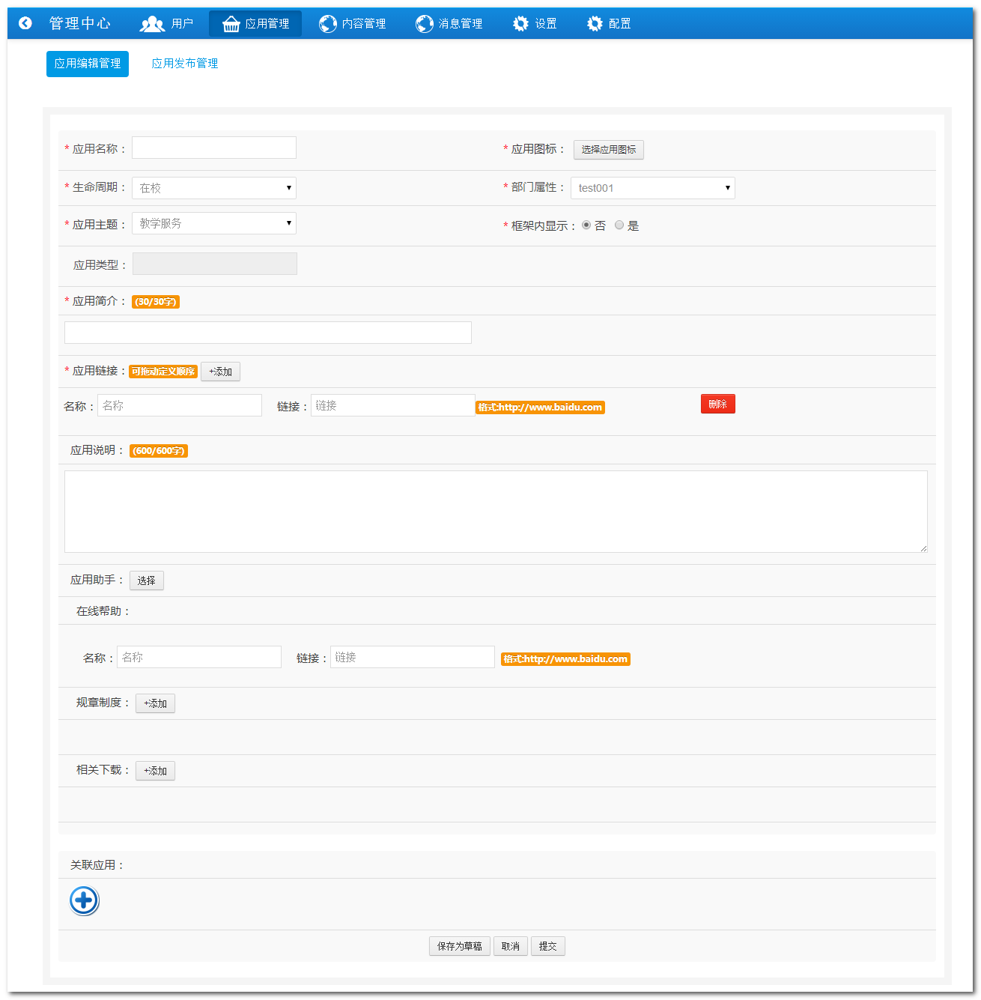 管理中心 用户 应用管理 内容管理 消息管理 设置 配置
应用编辑管理 应用发布管理
* 应用名称： * 应用图标： 选择应用图标
* 生命周期： 在校 * 部门属性： test001
* 应用主题： 教学服务 * 框架内显示： 否 是
应用类型：
* 应用简介： (30/30字)
* 应用链接： 可拖动定义顺序 +添加
名称： 名称 链接： 链接 格式:http://www.baidu.com 删除
应用说明： (600/600字)
应用助手： 选择
在线帮助：
名称： 名称 链接： 链接 格式:http://www.baidu.com
规章制度： +添加
相关下载： +添加
关联应用：
保存为草稿 取消 提交